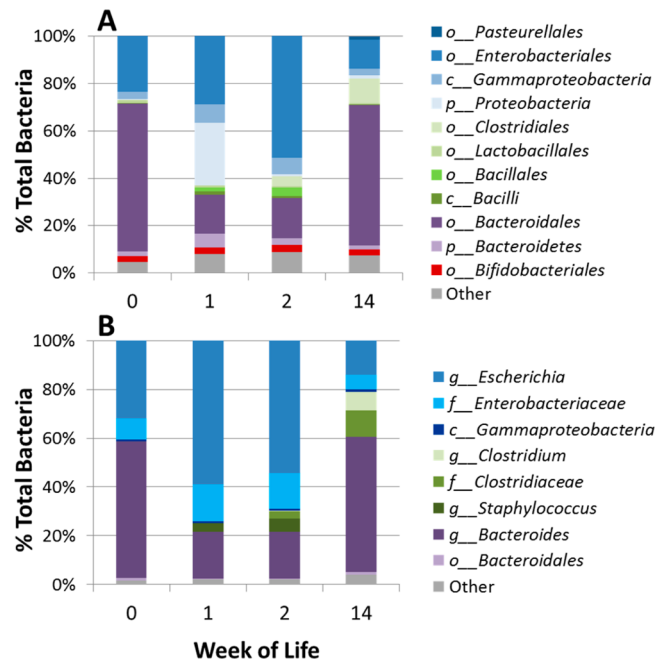 A
% Total Bacteria
100%
80%
60%
40%
20%
0%
0 1 2 14
o__Pasteurellales
o__Enterobacteriales
c__Gammaproteobacteria
p__Proteobacteria
o__Clostridiales
o__Lactobacillales
o__Bacillales
c__Bacilli
o__Bacteroidales
p__Bacteroidetes
o__Bifidobacteriales
Other
B
% Total Bacteria
100%
80%
60%
40%
20%
0%
0 1 2 14
Week of Life
g__Escherichia
f__Enterobacteriaceae
c__Gammaproteobacteria
g__Clostridium
f__Clostridiaceae
g__Staphylococcus
g__Bacteroides
o__Bacteroidales
Other